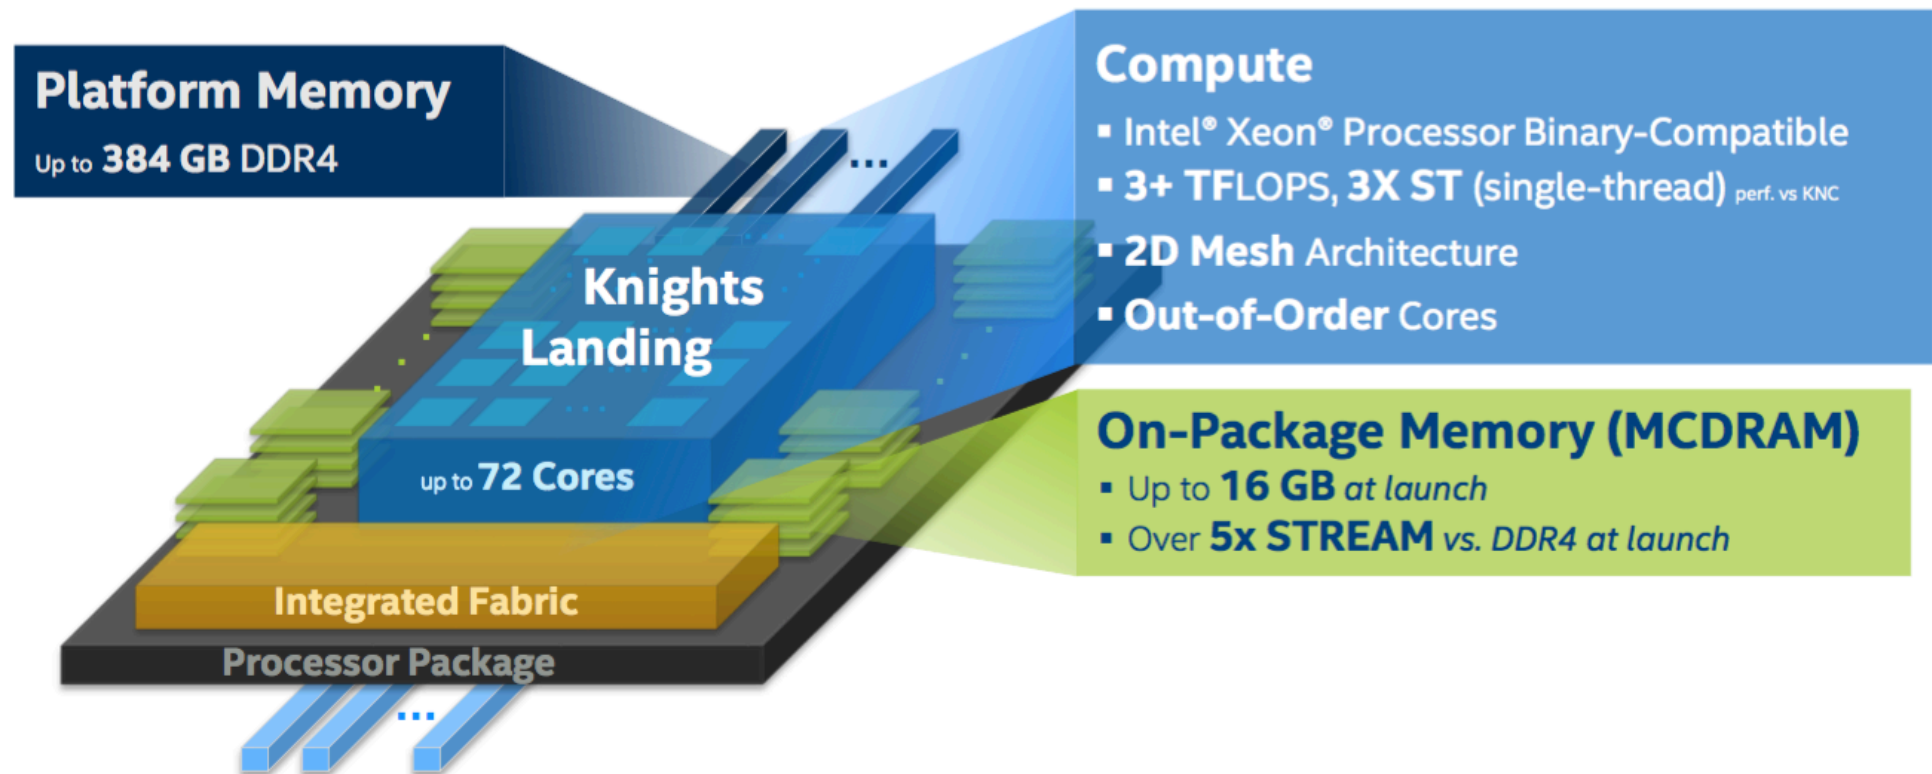 Platform Memory
Up to 384 GB DDR4
Compute
▪ Intel® Xeon® Processor Binary-Compatible
▪ 3+ TFLOPS, 3X ST (single-thread) perf. vs KNC
▪ 2D Mesh Architecture
▪ Out-of-Order Cores
...
Knights
Landing
up to 72 Cores
On-Package Memory (MCDRAM)
▪ Up to 16 GB at launch
▪ Over 5x STREAM vs. DDR4 at launch
Integrated Fabric
Processor Package
...